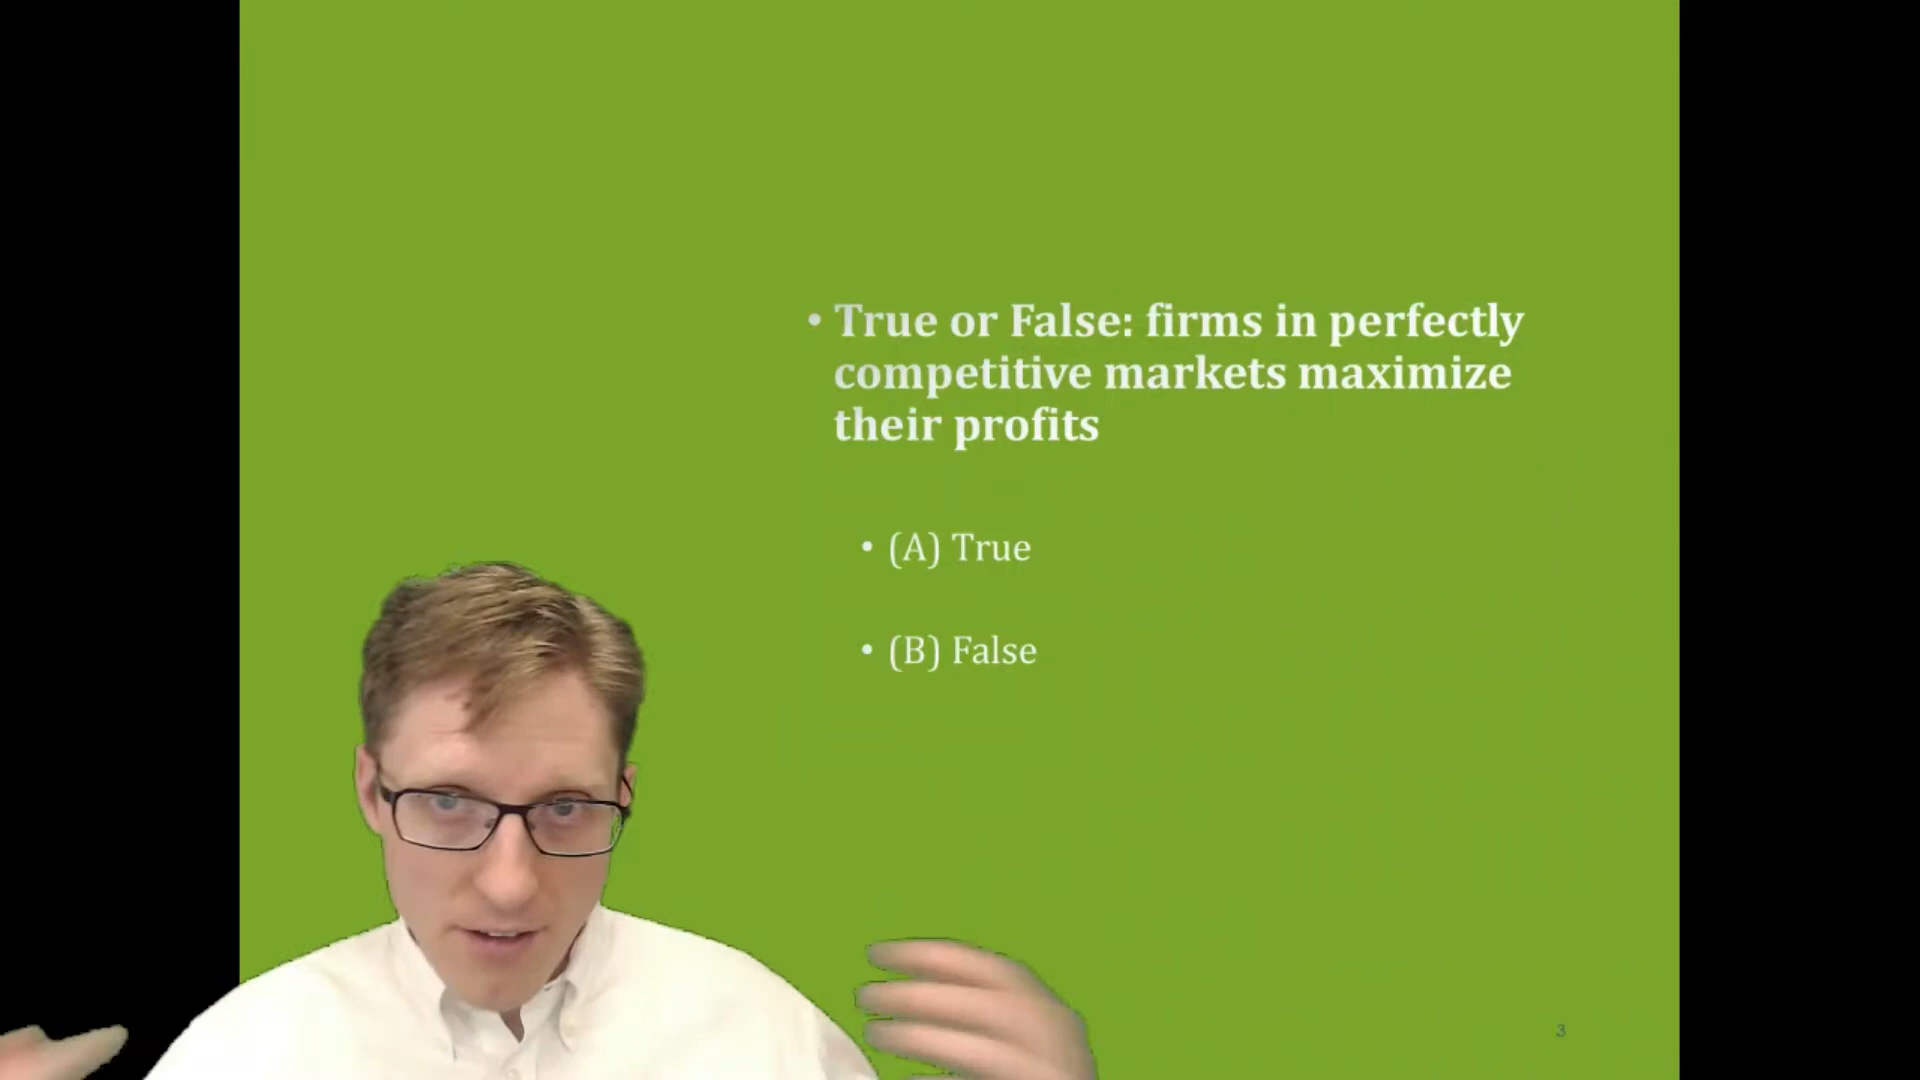 • True or False: firms in perfectly
competitive markets maximize
their profits
• (A) True
• (B) False
3